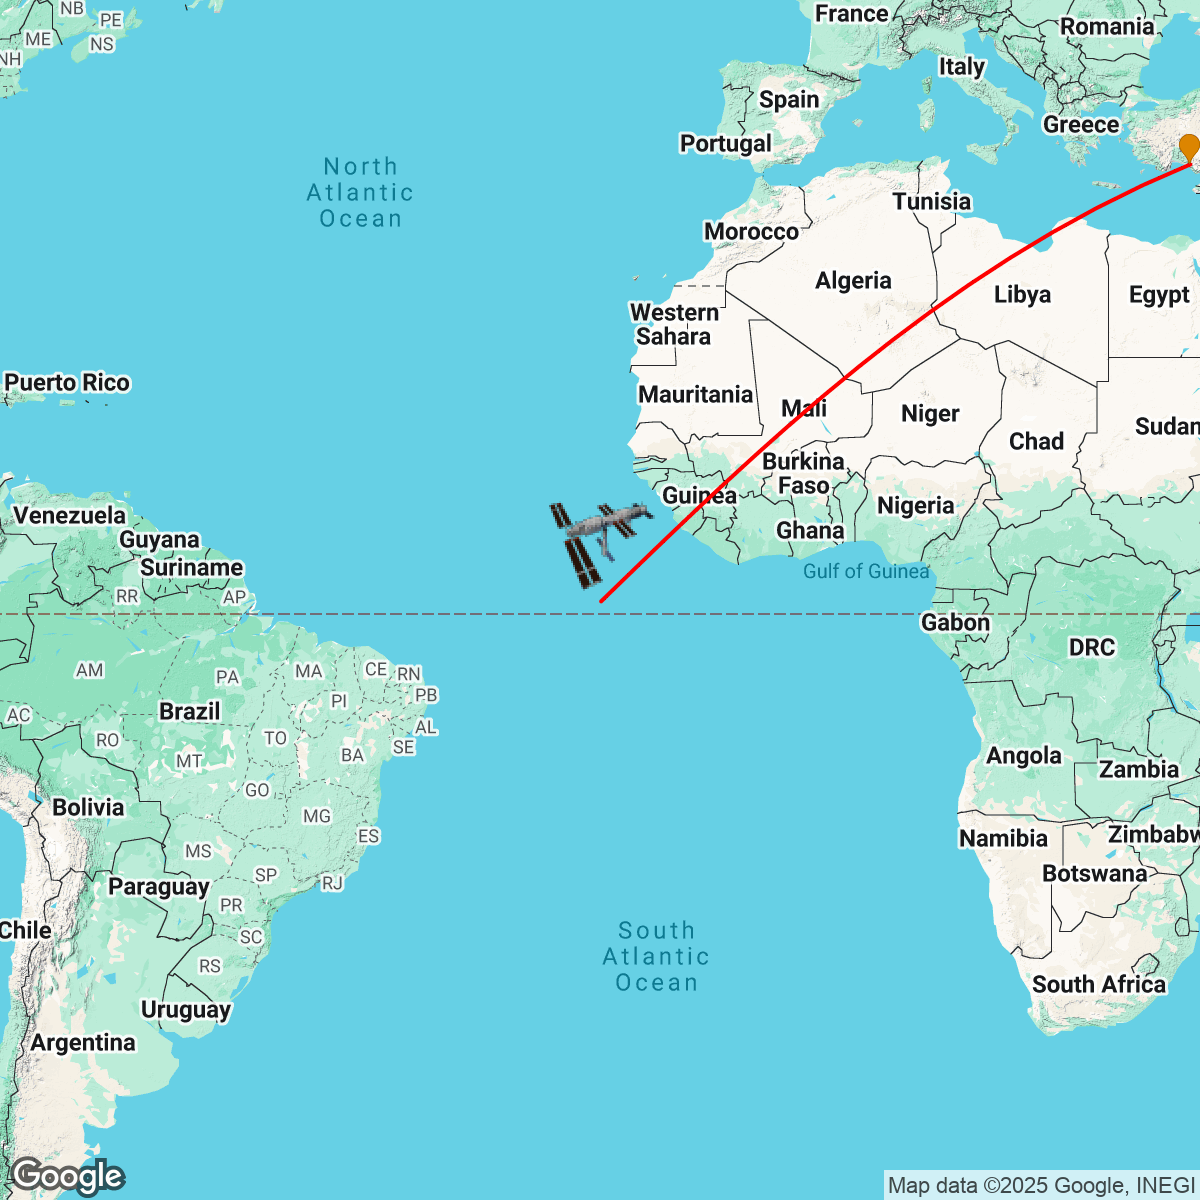 NB
PE
ME
NS
NH
France
Romania
Italy
Spain
Greece
Portugal
North
Atlantic
Ocean
Tunisia
Morocco
Algeria
Libya
Egypt
Western
Sahara
Puerto Rico
Mauritania
Mali
Niger
Chad
Sudan
Burkina
Faso
Guinea
Nigeria
Ghana
Venezuela
Guyana
Suriname
Gulf of Guinea
RR
AP
Gabon
DRC
AM
PA
MA
CE
RN
PI
PB
AC
Brazil
AL
RO
TO
SE
MT
BA
Angola
Zambia
GO
Bolivia
MG
ES
Namibia
Zimbabw
MS
Botswana
SP
RJ
Paraguay
PR
Chile
SC
South
Atlantic
Ocean
RS
South Africa
Uruguay
Argentina
Google
Map data ©2025 Google, INEGI